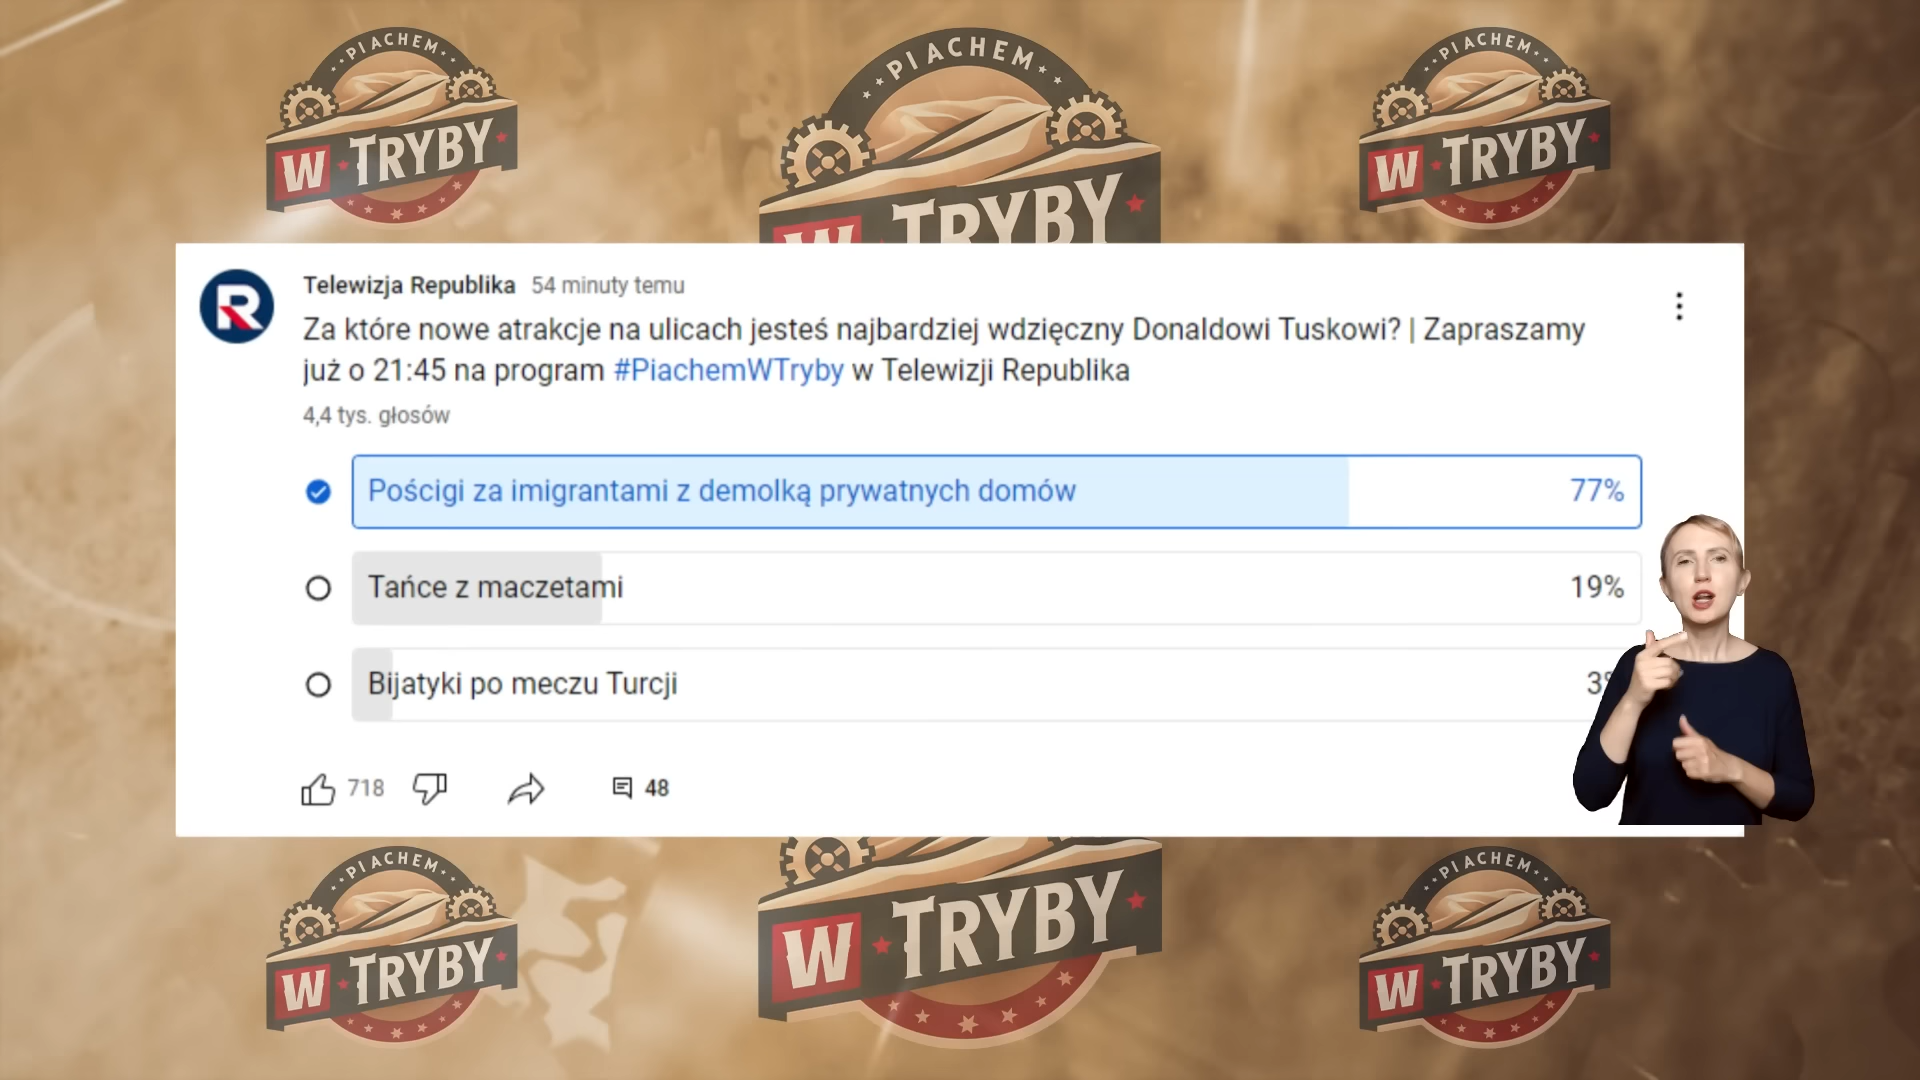 PIACHEM
W TRYBY
PIACHEM
W TRYBY
PIACHEM
W TRYBY
Telewizja Republika 54 minuty temu
Za które nowe atrakcje na ulicach jesteś najbardziej wdzięczny Donaldowi Tuskowi? | Zapraszamy
już o 21:45 na program #PiachemWTryby w Telewizji Republika
4,4 tys. głosów
Pościgi za imigrantami z demolką prywatnych domów 77%
Tańce z maczetami 19%
Bijatyki po meczu Turcji 3%
718 48
PIACHEM
W TRYBY
W TRYBY
PIACHEM
W TRYBY